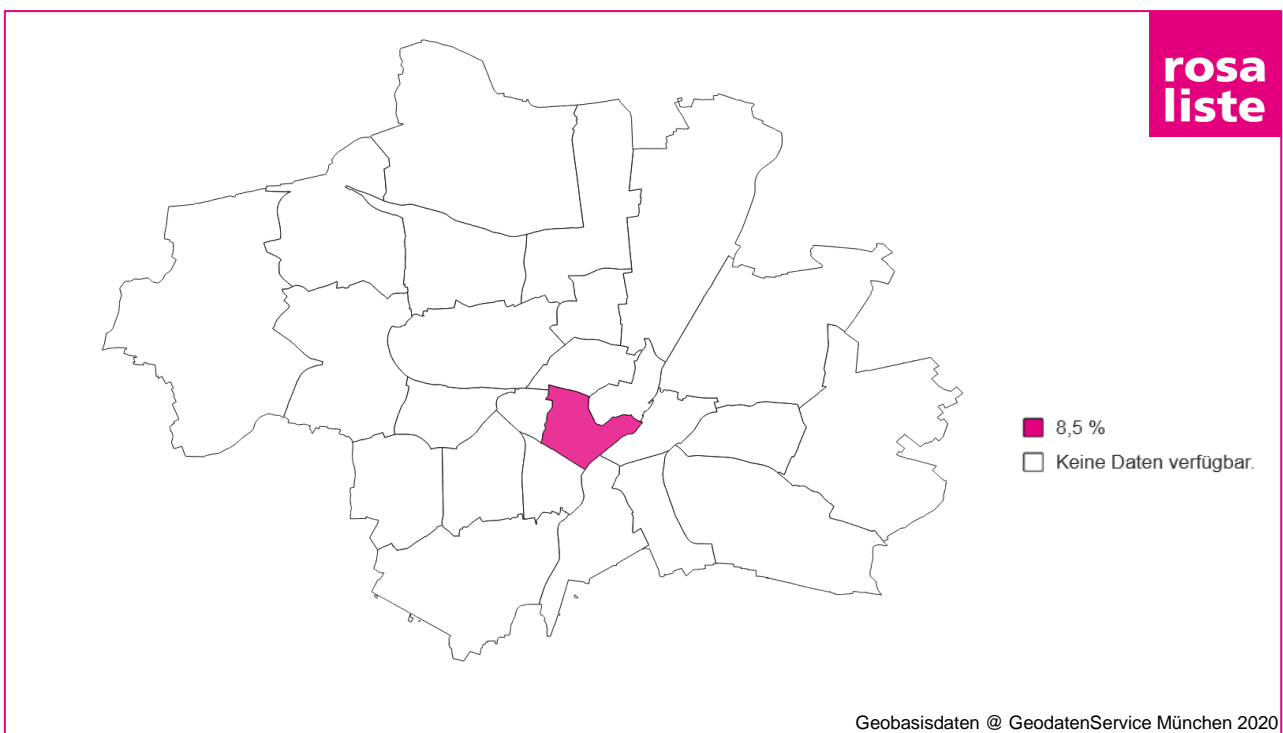 rosa
liste
8,5 %
Keine Daten verfügbar.
Geobasisdaten @ GeodatenService München 2020